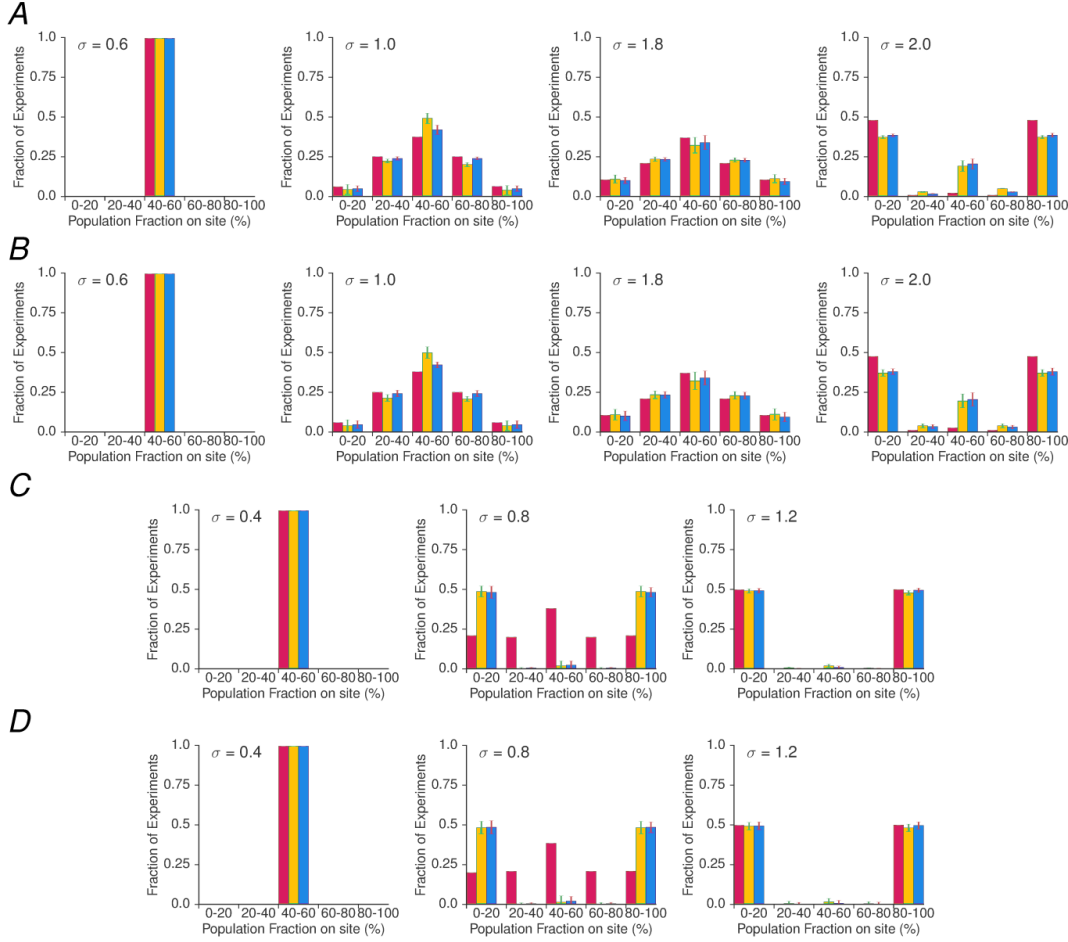 A
σ = 0.6
Fraction of Experiments
1.0
0.75
0.5
0.25
0.0
0-20 20-40 40-60 60-80 80-100
Population Fraction on site (%)
σ = 1.0
Fraction of Experiments
1.0
0.75
0.5
0.25
0.0
0-20 20-40 40-60 60-80 80-100
Population Fraction on site (%)
σ = 1.8
Fraction of Experiments
1.0
0.75
0.5
0.25
0.0
0-20 20-40 40-60 60-80 80-100
Population Fraction on site (%)
σ = 2.0
Fraction of Experiments
1.0
0.75
0.5
0.25
0.0
0-20 20-40 40-60 60-80 80-100
Population Fraction on site (%)
B
σ = 0.6
Fraction of Experiments
1.0
0.75
0.5
0.25
0.0
0-20 20-40 40-60 60-80 80-100
Population Fraction on site (%)
σ = 1.0
Fraction of Experiments
1.0
0.75
0.5
0.25
0.0
0-20 20-40 40-60 60-80 80-100
Population Fraction on site (%)
σ = 1.8
Fraction of Experiments
1.0
0.75
0.5
0.25
0.0
0-20 20-40 40-60 60-80 80-100
Population Fraction on site (%)
σ = 2.0
Fraction of Experiments
1.0
0.75
0.5
0.25
0.0
0-20 20-40 40-60 60-80 80-100
Population Fraction on site (%)
C
σ = 0.4
Fraction of Experiments
1.0
0.75
0.5
0.25
0.0
0-20 20-40 40-60 60-80 80-100
Population Fraction on site (%)
σ = 0.8
Fraction of Experiments
1.0
0.75
0.5
0.25
0.0
0-20 20-40 40-60 60-80 80-100
Population Fraction on site (%)
σ = 1.2
Fraction of Experiments
1.0
0.75
0.5
0.25
0.0
0-20 20-40 40-60 60-80 80-100
Population Fraction on site (%)
D
σ = 0.4
Fraction of Experiments
1.0
0.75
0.5
0.25
0.0
0-20 20-40 40-60 60-80 80-100
Population Fraction on site (%)
σ = 0.8
Fraction of Experiments
1.0
0.75
0.5
0.25
0.0
0-20 20-40 40-60 60-80 80-100
Population Fraction on site (%)
σ = 1.2
Fraction of Experiments
1.0
0.75
0.5
0.25
0.0
0-20 20-40 40-60 60-80 80-100
Population Fraction on site (%)